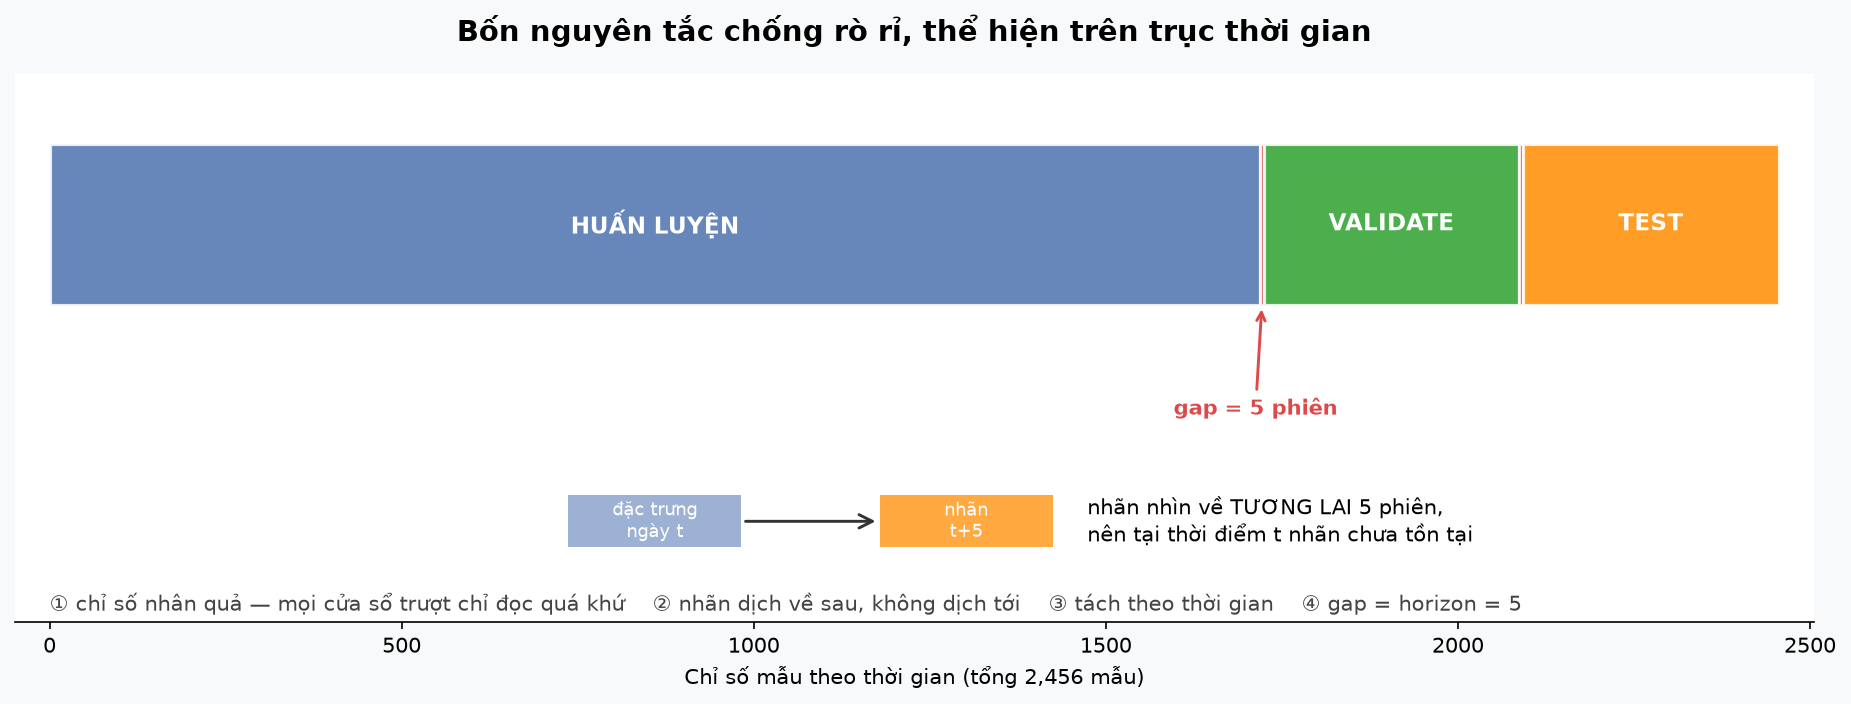 Bốn nguyên tắc chống rò rỉ, thể hiện trên trục thời gian
HUẤN LUYỆN
VALIDATE
TEST
gap = 5 phiên
đặc trưng
ngày t
nhãn
t+5
nhãn nhìn về TƯƠNG LAI 5 phiên,
nên tại thời điểm t nhãn chưa tồn tại
① chỉ số nhân quả — mọi cửa sổ trượt chỉ đọc quá khứ ② nhãn dịch về sau, không dịch tới ③ tách theo thời gian ④ gap = horizon = 5
0 500 1000 1500 2000 2500
Chỉ số mẫu theo thời gian (tổng 2,456 mẫu)